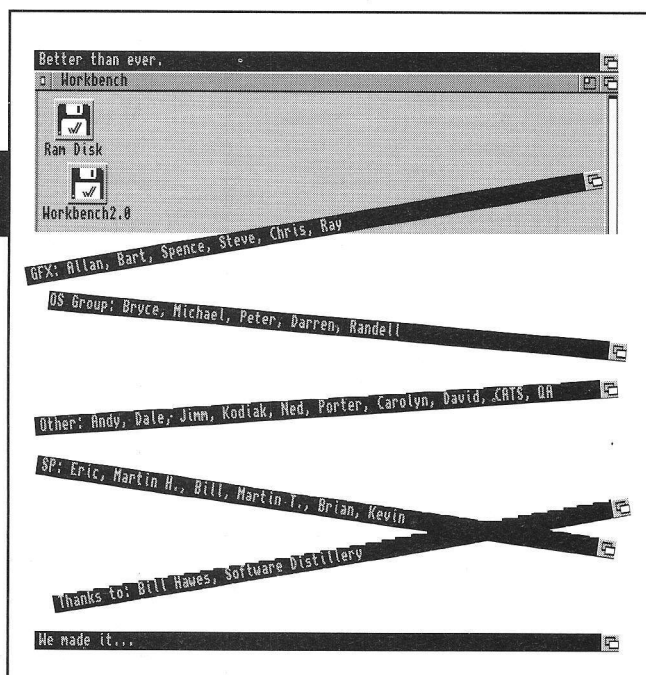 Better than ever.
Workbench
Ram Disk
Workbench2.0
GFX: Allan, Bart, Spence, Steve, Chris, Ray
OS Group: Bryce, Michael, Peter, Darren, Randell
Other: Andy, Dale, Jimm, Kodiak, Ned, Porter, Carolyn, David, CATS, QA
SP: Eric, Martin H., Bill, Martin T., Brian, Kevin
Thanks to: Bill Hawes, Software Distillery
We made it...